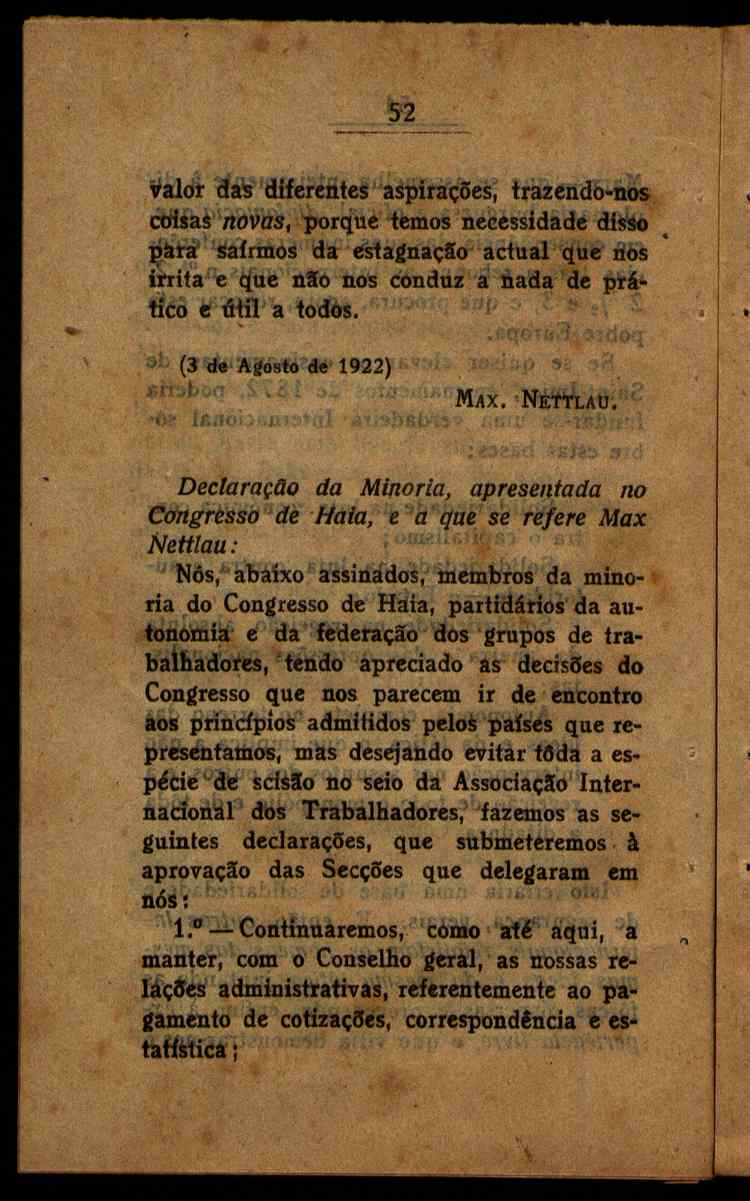 52
valor das diferentes aspirações, trazendo-nos
coisas novas, porque temos necessidade disso
para saírmos da estagnação actual que nos
irrita e que não nos conduz a nada de prá-
tico e útil a todos.
(3 de Agosto de 1922)
MAX. NETTLAU.
Declaração da Minoria, apresentada no
Congresso de Haia, e a que se refere Max
Nettlau:
Nós, abaixo assinados, membros da mino-
ria do Congresso de Haia, partidários da au-
tonomia e da federação dos grupos de tra-
balhadores, tendo apreciado as decisões do
Congresso que nos parecem ir de encontro
aos princípios admitidos pelos países que re-
presentamos, mas desejando evitar tôda a es-
pécie de scisão no seio da Associação Inter-
nacional dos Trabalhadores, fazemos as se-
guintes declarações, que submeteremos à
aprovação das Secções que delegaram em
nós:
1.º — Continuaremos, como até aqui, a
manter, com o Conselho geral, as nossas re-
lações administrativas, referentemente ao pa-
gamento de cotizações, correspondência e es-
tatística;